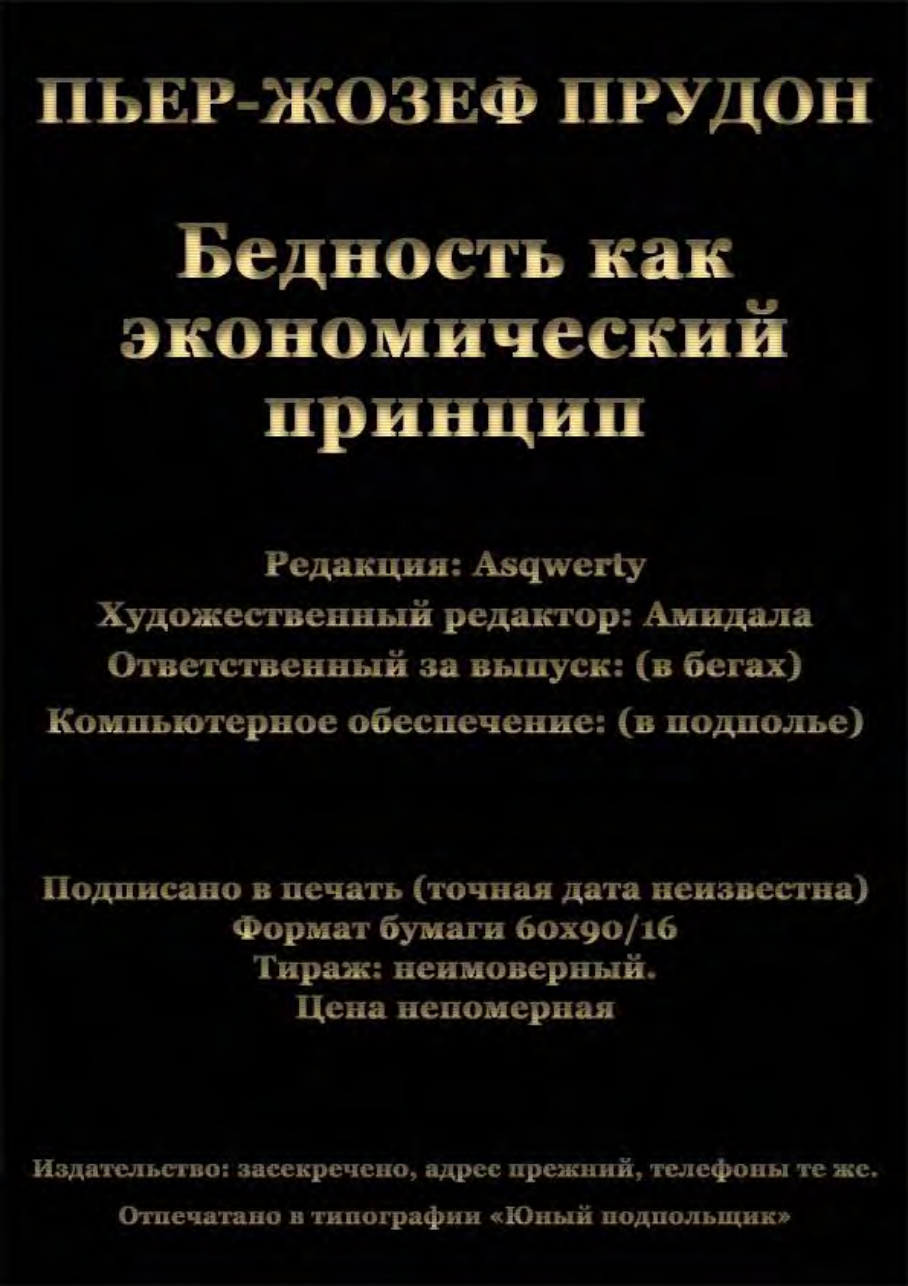 ПЬЕР-ЖОЗЕФ ПРУДОН
Бедность как
экономический
принцип
Редакция: Asqwerty
Художественный редактор: Амидала
Ответственный за выпуск: (в бегах)
Компьютерное обеспечение: (в подполье)
Подписано в печать (точная дата неизвестна)
Формат бумаги 60х90/16
Тираж: неимоверный.
Цена непомерная
Издательство: засекречено, адрес прежний, телефоны те же.
Отпечатано в типографии «Юный подпольщик»